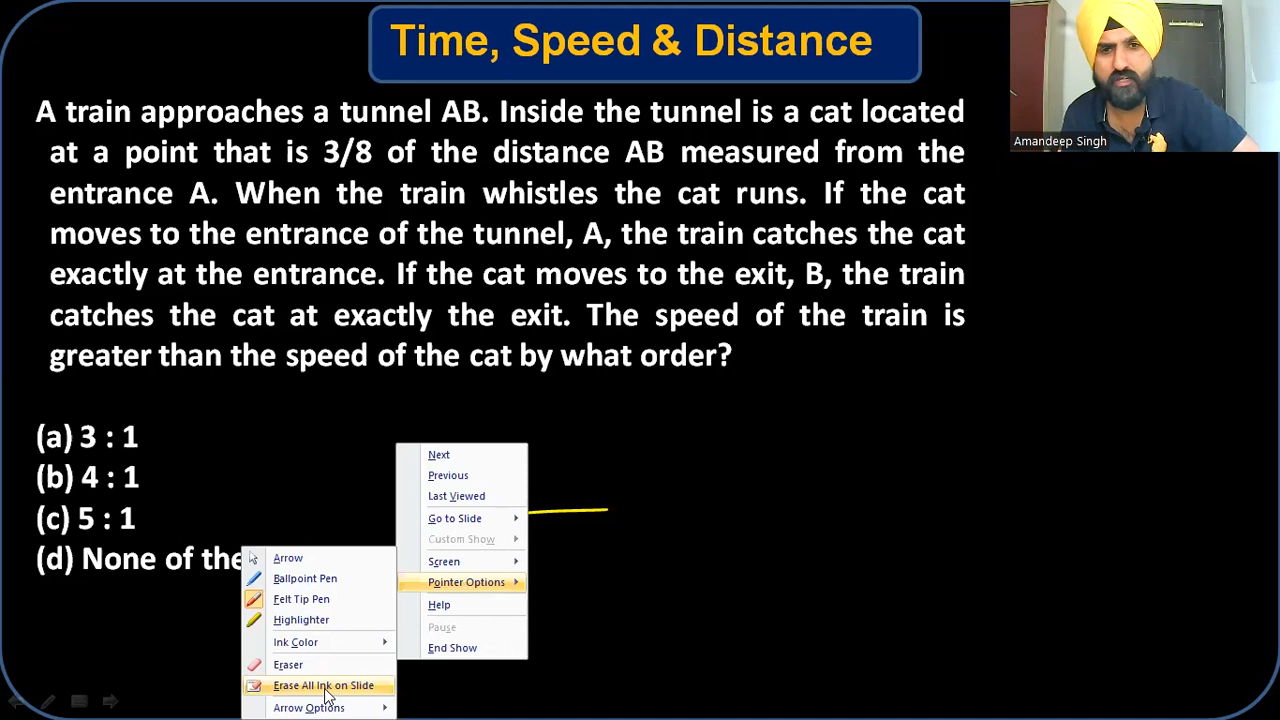 Time, Speed & Distance
Amandeep Singh
A train approaches a tunnel AB. Inside the tunnel is a cat located
at a point that is 3/8 of the distance AB measured from the
entrance A. When the train whistles the cat runs. If the cat
moves to the entrance of the tunnel, A, the train catches the cat
exactly at the entrance. If the cat moves to the exit, B, the train
catches the cat at exactly the exit. The speed of the train is
greater than the speed of the cat by what order?
(a) 3 : 1
(b) 4 : 1
(c) 5 : 1
(d) None of the
Next
Previous
Last Viewed
Go to Slide
Custom Show
Screen
Pointer Options
Help
Pause
End Show
Arrow
Ballpoint Pen
Felt Tip Pen
Highlighter
Ink Color
Eraser
Erase All Ink on Slide
Arrow Options